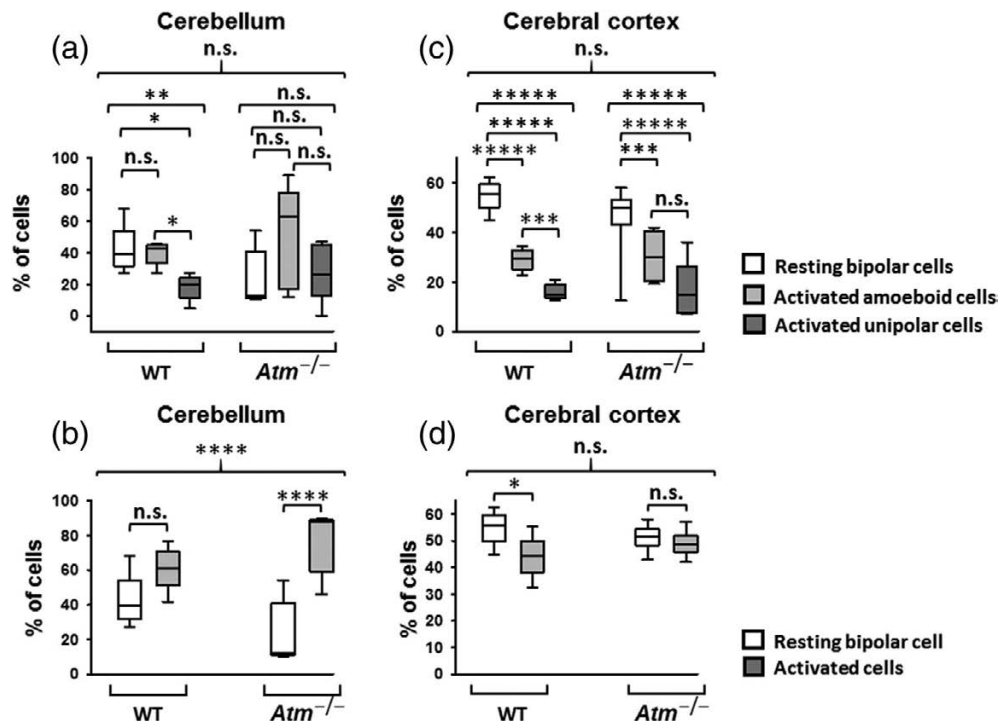 (a)
Cerebellum
n.s.
** n.s.
* n.s.
n.s. n.s. n.s.
*
% of cells
100
80
60
40
20
0
WT Atm−/−
(c)
Cerebral cortex
n.s.
***** *****
***** *****
***** *** ***
n.s.
% of cells
60
40
20
0
WT Atm−/−
Resting bipolar cells
Activated amoeboid cells
Activated unipolar cells
(b)
Cerebellum
****
n.s. ****
% of cells
100
80
60
40
20
0
WT Atm−/−
(d)
Cerebral cortex
n.s.
* n.s.
% of cells
60
50
40
30
20
10
0
WT Atm−/−
Resting bipolar cell
Activated cells